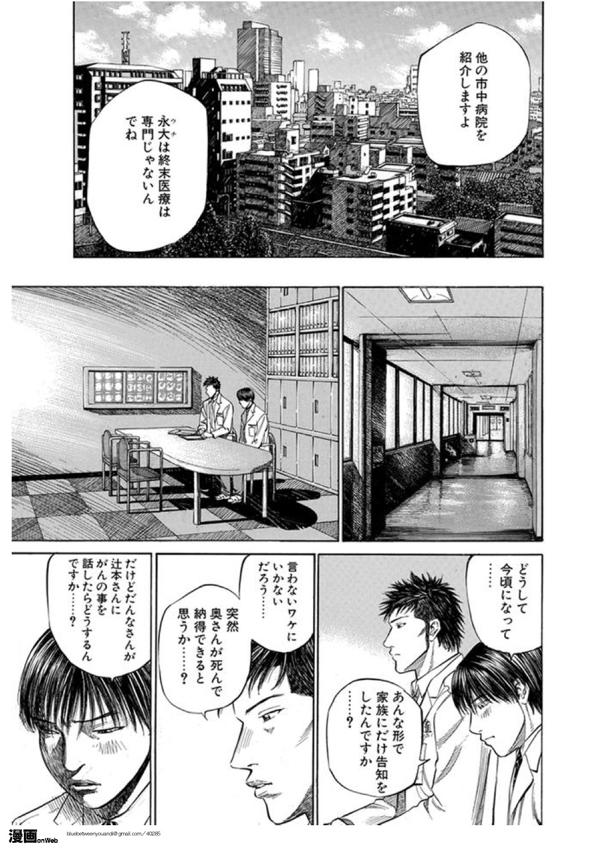 他の市中病院を
紹介しますよ
永大は終末医療は
ウチ
専門じゃないん
でね
どうして
今頃になって
……
あんな形で
家族にだけ告知を
したんですか
……？
言わないワケに
いかない
だろう……
突然
奥さんが死んで
納得できると
思うか……？
だけどだんなさんが
辻本さんに
がんの事を
話したらどうするん
ですか……？
漫画onWeb
bluebetweenyouandi@gmail.com／40285